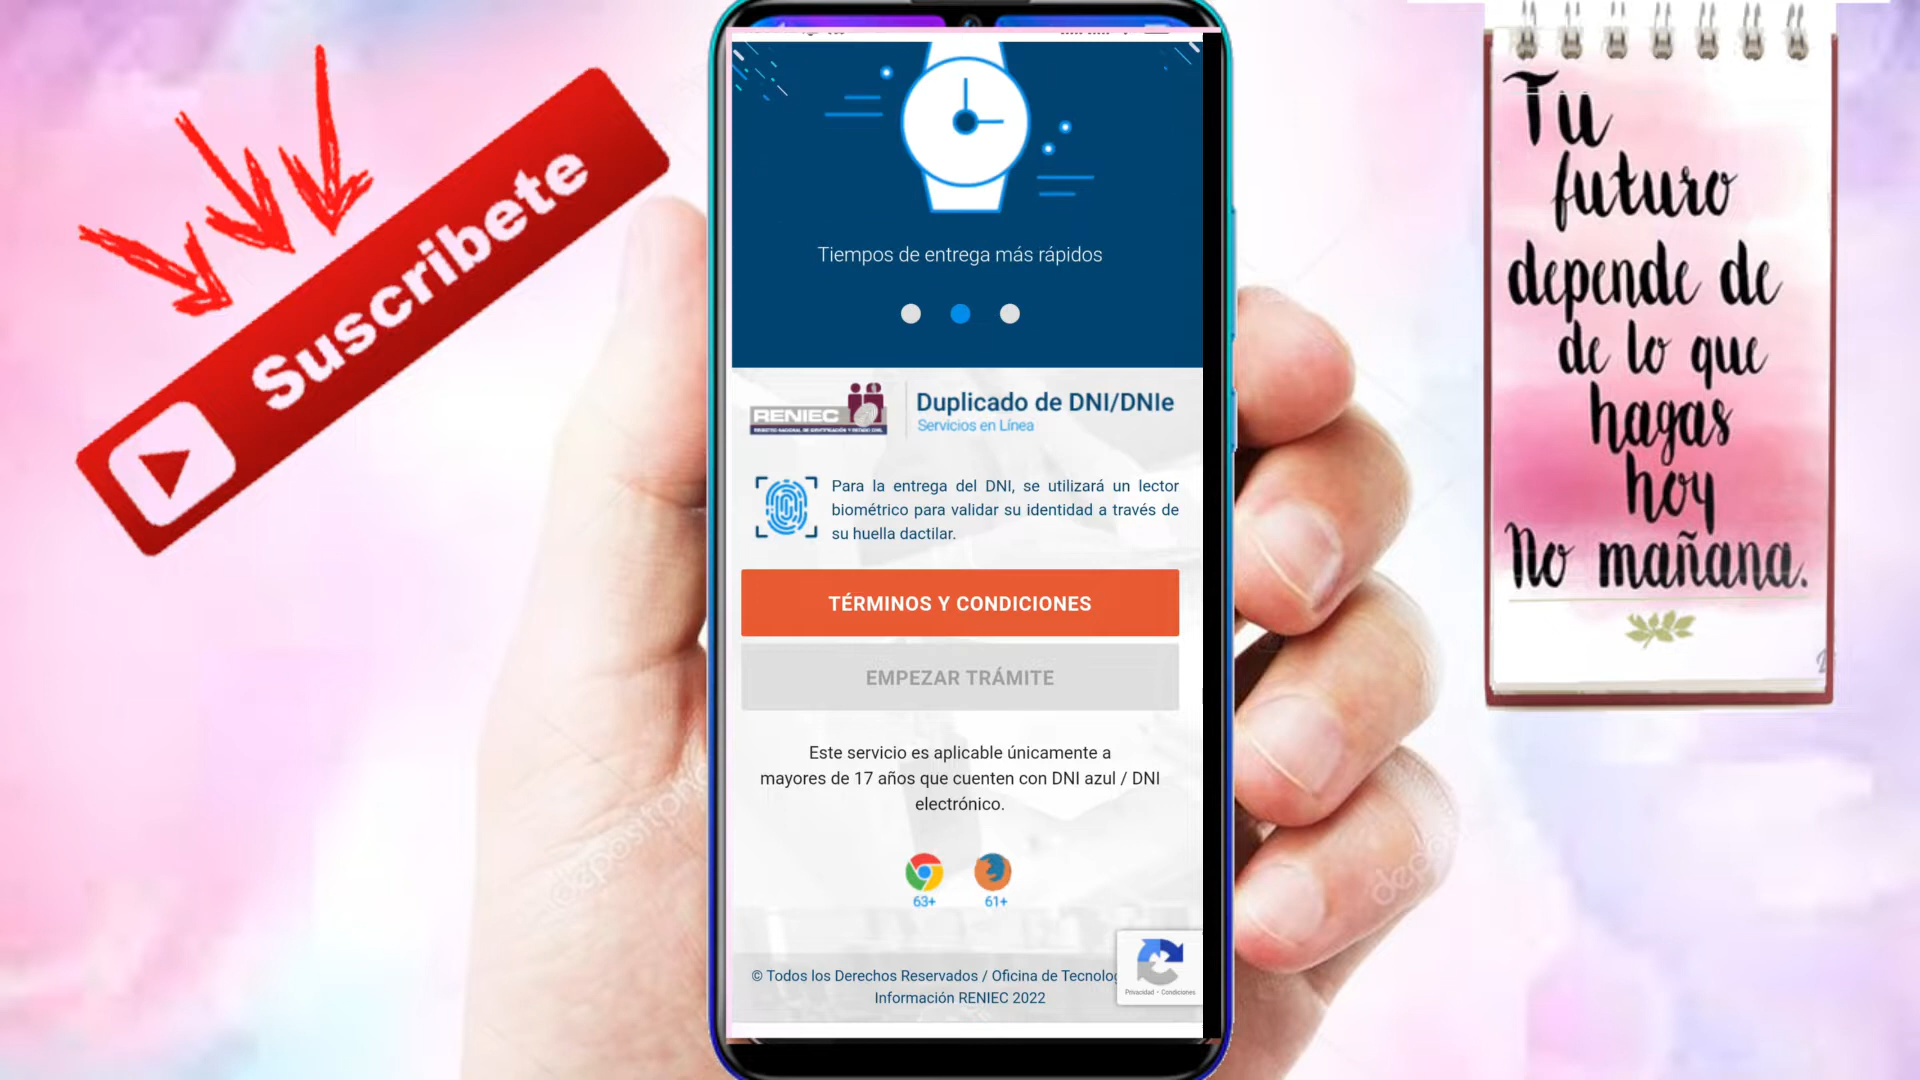 Suscribete
Tiempos de entrega más rápidos
RENIEC
Duplicado de DNI/DNIe
Servicios en Línea
Para la entrega del DNI, se utilizará un lector
biométrico para validar su identidad a través de
su huella dactilar.
TÉRMINOS Y CONDICIONES
EMPEZAR TRÁMITE
Este servicio es aplicable únicamente a
mayores de 17 años que cuenten con DNI azul / DNI
electrónico.
63+
61+
© Todos los Derechos Reservados / Oficina de Tecnolog
Información RENIEC 2022
Privacidad - Condiciones
Tu
futuro
depende de
de lo que
hagas
hoy
No mañana.